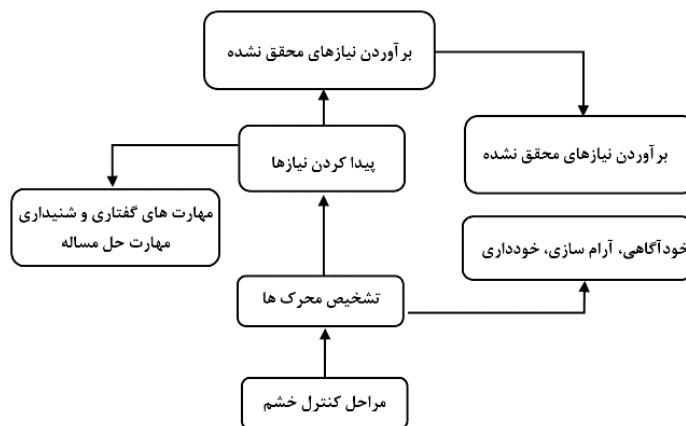 برآوردن نیازهای محقق نشده
پیدا کردن نیازها
برآوردن نیازهای محقق نشده
مهارت های گفتاری و شنیداری
مهارت حل مساله
خودآگاهی، آرام سازی، خودداری
تشخیص محرک ها
مراحل کنترل خشم